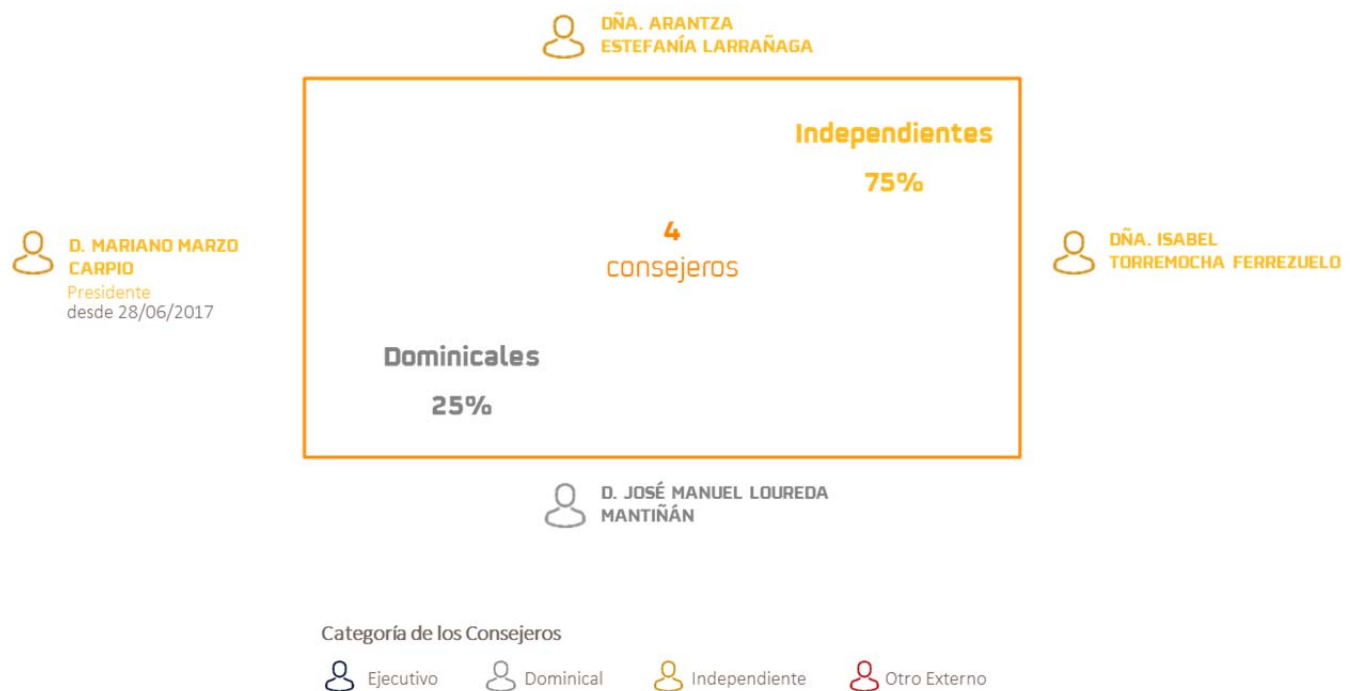 DÑA. ARANTZA
ESTEFANÍA LARRAÑAGA
Independientes
75%
D. MARIANO MARZO
CARPIO
Presidente
desde 28/06/2017
4
consejeros
DÑA. ISABEL
TORREMOCHA FERREZUELO
Dominicales
25%
D. JOSÉ MANUEL LOUREDA
MANTIÑÁN
Categoría de los Consejeros
Ejecutivo Dominical Independiente Otro Externo